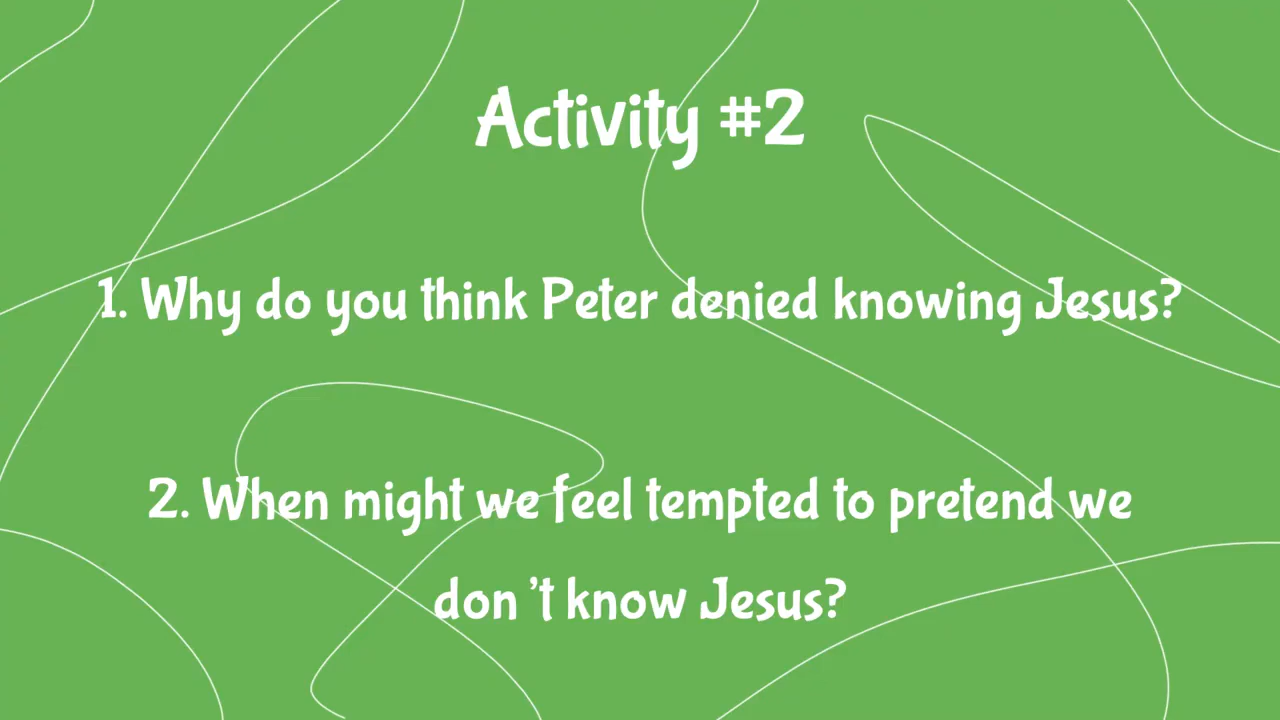 Activity #2
1. Why do you think Peter denied knowing Jesus?
2. When might we feel tempted to pretend we
don 't know Jesus?